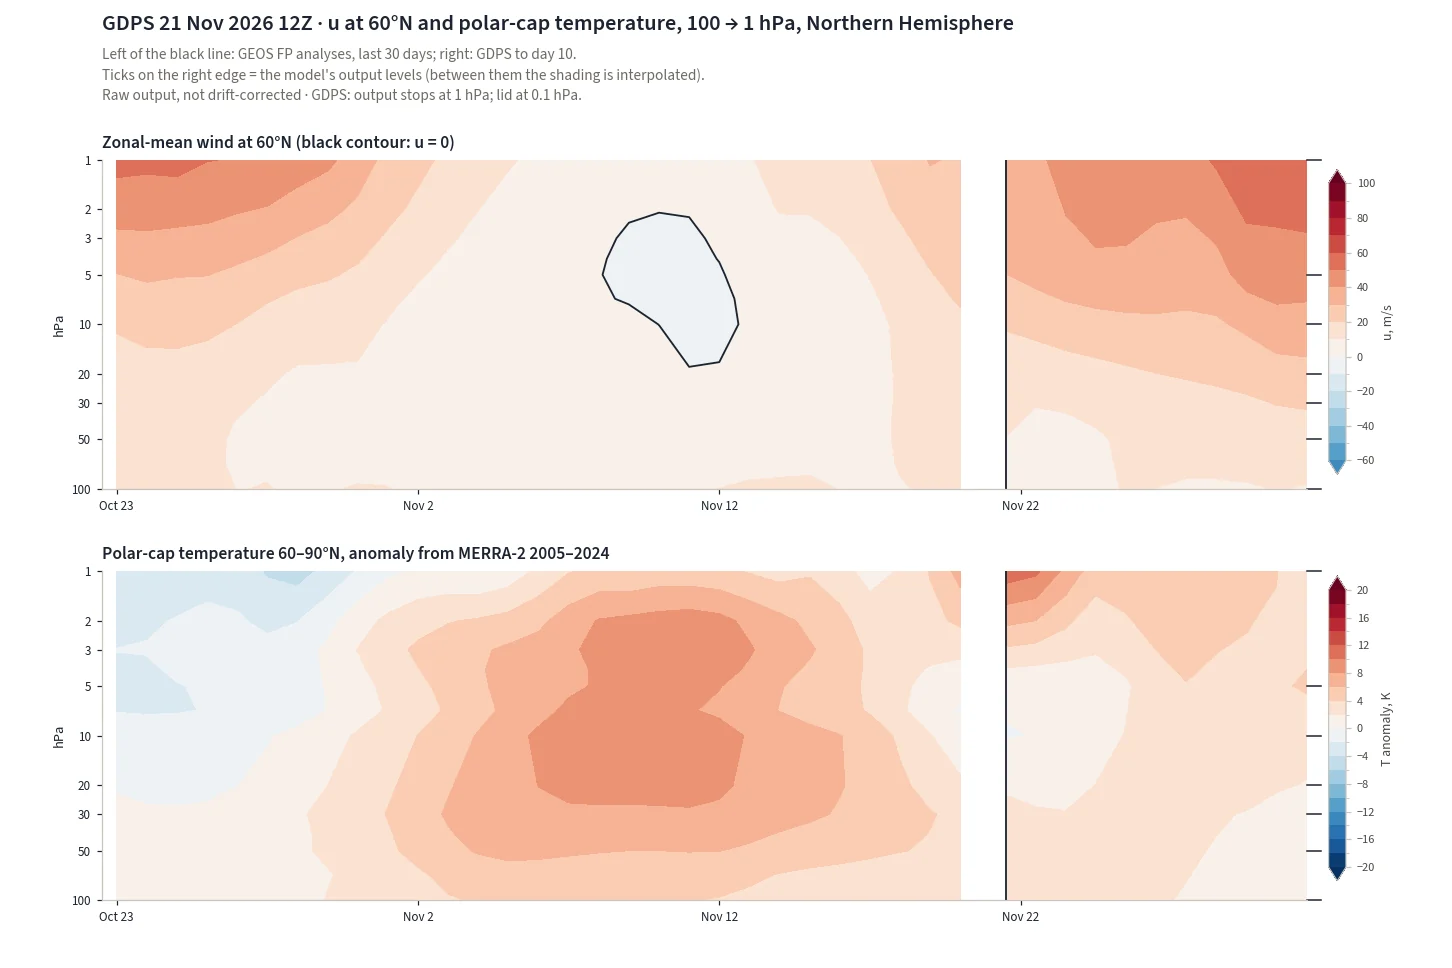 GDPS 21 Nov 2026 12Z · u at 60°N and polar-cap temperature, 100 → 1 hPa, Northern Hemisphere
Left of the black line: GEOS FP analyses, last 30 days; right: GDPS to day 10.
Ticks on the right edge = the model's output levels (between them the shading is interpolated).
Raw output, not drift-corrected · GDPS: output stops at 1 hPa; lid at 0.1 hPa.
Zonal-mean wind at 60°N (black contour: u = 0)
1
2
3
5
10
20
30
50
100
hPa
Oct 23
Nov 2
Nov 12
Nov 22
100
80
60
40
20
0
−20
−40
−60
u, m/s
Polar-cap temperature 60–90°N, anomaly from MERRA-2 2005–2024
1
2
3
5
10
20
30
50
100
hPa
Oct 23
Nov 2
Nov 12
Nov 22
20
16
12
8
4
0
−4
−8
−12
−16
−20
T anomaly, K